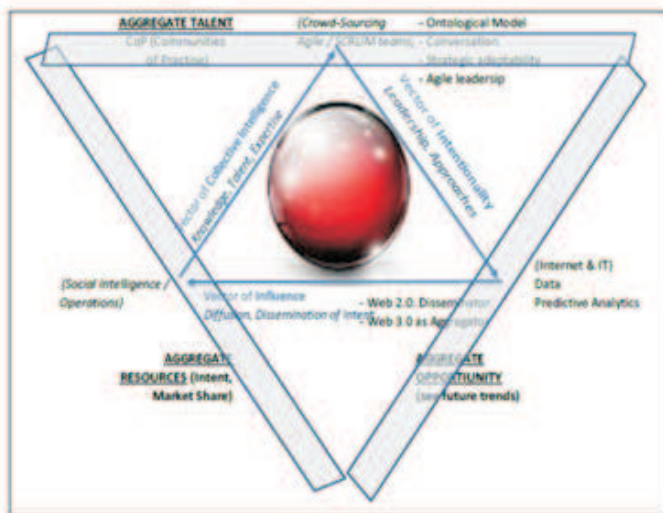 AGGREGATE TALENT
CoP (Communities
of Practise)
(Crowd-Sourcing
Agile / SCRUM teams,
- Ontological Model
- Conversation
- Strategic adaptability
- Agile leadersip
Vector of Collective Intelligence
Knowledge, Talent, Expertise
Vector of Intentionality
Leadership, Approaches
(Social intelligence /
Operations)
Vector of Influence
Diffusion, Dissemination of Intent
- Web 2.0: Disseminator
- Web 3.0 as Aggregator
(Internet & IT)
Data
Predictive Analytics
AGGREGATE
RESOURCES (Intent,
Market Share)
AGGREGATE
OPPORTIUNITY
(see future trends)